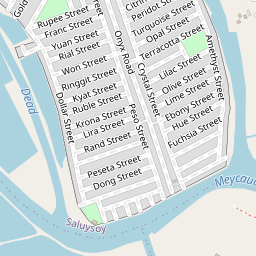 Gold
Rupee Street
Franc Street
Yuan Street
Rial Street
Won Street
Ringgit Street
Kyat Street
Ruble Street
Krona Street
Lira Street
Rand Street
Peseta Street
Dong Street
Dollar Street
Dead
Saluysoy
Onyx Road
Peso Street
Crystal Street
Citrin
Peridot Street
Turquoise Street
Opal Street
Terracotta Street
Lilac Street
Olive Street
Lime Street
Ebony Street
Hue Street
Fuchsia Street
Amethyst Street
Meycau